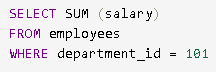 SELECT SUM (salary)
FROM employees
WHERE department_id = 101